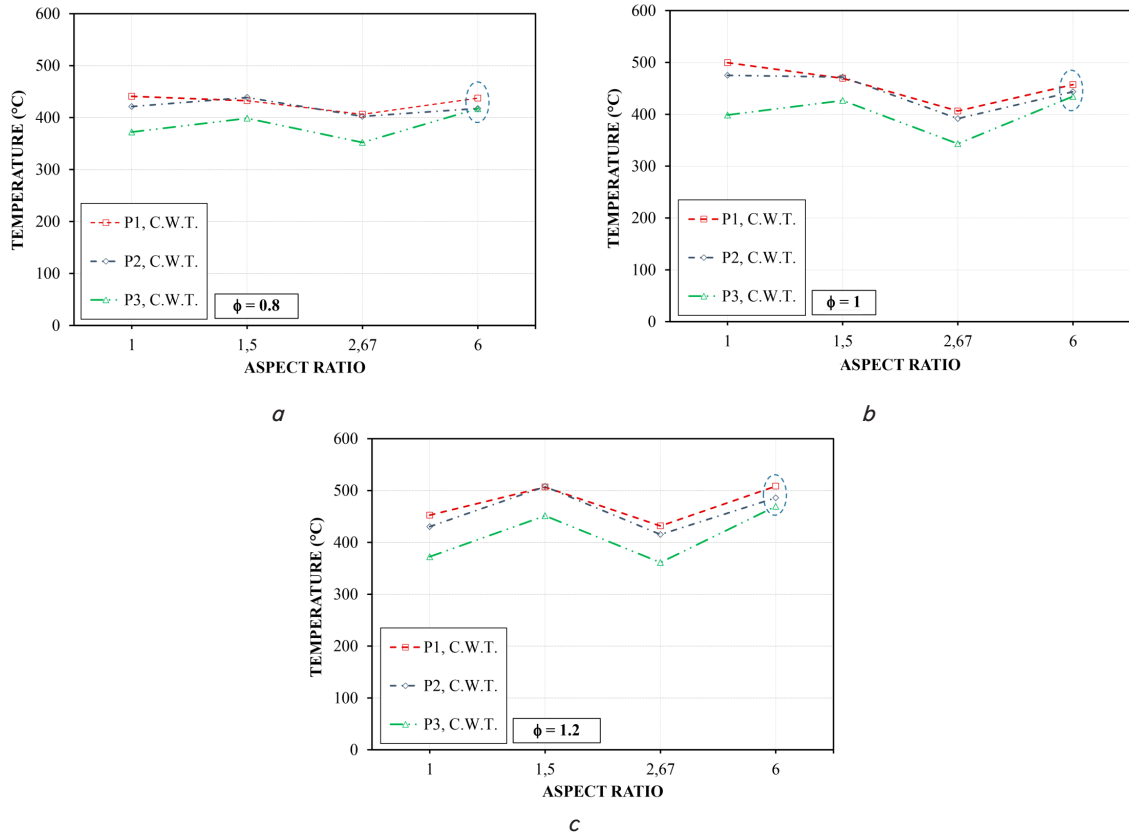 600
500
400
300
200
100
0
TEMPERATURE (°C)
P1, C.W.T.
P2, C.W.T.
P3, C.W.T.
ϕ = 0.8
1 1,5 2,67 6
ASPECT RATIO
a
600
500
400
300
200
100
0
TEMPERATURE (°C)
P1, C.W.T.
P2, C.W.T.
P3, C.W.T.
ϕ = 1
1 1,5 2,67 6
ASPECT RATIO
b
600
500
400
300
200
100
0
TEMPERATURE (°C)
P1, C.W.T.
P2, C.W.T.
P3, C.W.T.
ϕ = 1.2
1 1,5 2,67 6
ASPECT RATIO
c